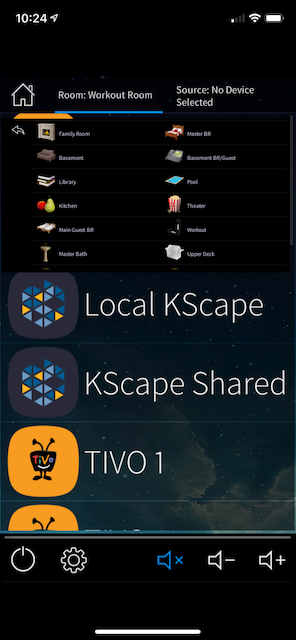 10:24
Room: Workout Room
Source: No Device
Selected
Family Room
Master BR
Basement
Basement BR/Guest
Library
Pool
Kitchen
Theater
Main Guest BR
Workout
Master Bath
Upper Deck
Local KScape
KScape Shared
TiVo
TIVO 1